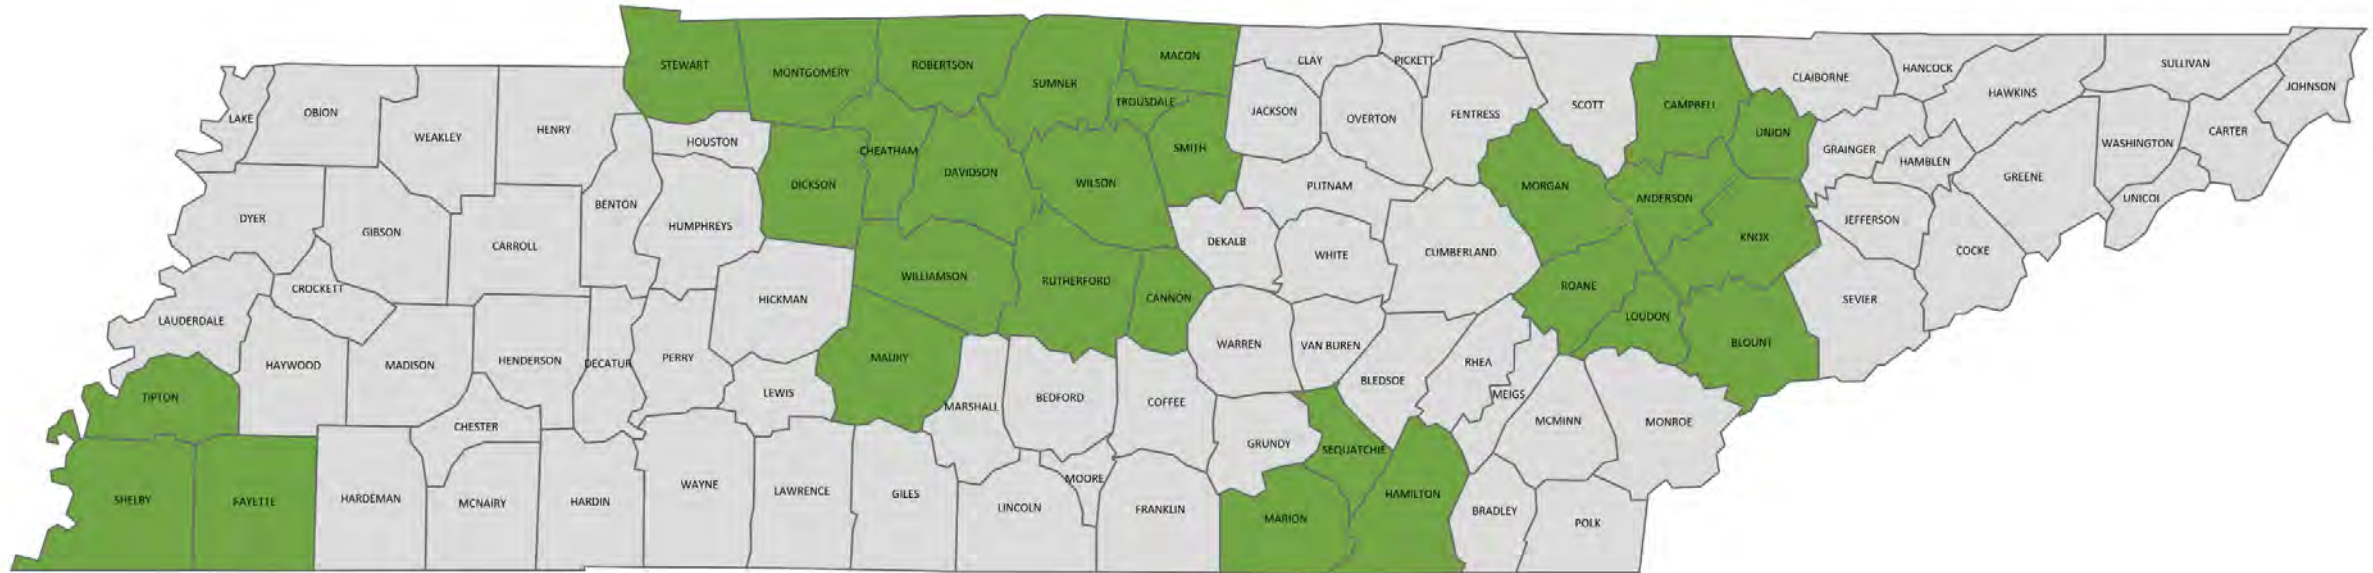 STEWART
MONTGOMERY
ROBERTSON
SUMNER
MACON
CLAY
PICKETT
SCOTT
CAMPBELL
CLAIBORNE
HANCOCK
SULLIVAN
JOHNSON
LAKE
OBION
WEAKLEY
HENRY
HOUSTON
TROUSDALE
JACKSON
OVERTON
FENTRESS
UNION
HAWKINS
CARTER
WASHINGTON
CHEATHAM
SMITH
GRAINGER
HAMBLEN
DICKSON
DAVIDSON
WILSON
PUTNAM
MORGAN
ANDERSON
GREENE
UNICOI
DYER
GIBSON
CARROLL
BENTON
HUMPHREYS
DEKALB
WHITE
CUMBERLAND
KNOX
JEFFERSON
COCKE
CROCKETT
WILLIAMSON
RUTHERFORD
CANNON
ROANE
SEVIER
LAUDERDALE
HICKMAN
LOUDON
HAYWOOD
MADISON
HENDERSON
DECATUR
PERRY
MAURY
WARREN
VAN BUREN
RHEA
BLOUNT
TIPTON
LEWIS
BLEDSOE
MEIGS
CHESTER
MARSHALL
BEDFORD
COFFEE
MCMINN
MONROE
GRUNDY
SEQUATCHIE
SHELBY
FAYETTE
HARDEMAN
MCNAIRY
HARDIN
WAYNE
LAWRENCE
GILES
MOORE
LINCOLN
FRANKLIN
MARION
HAMILTON
BRADLEY
POLK